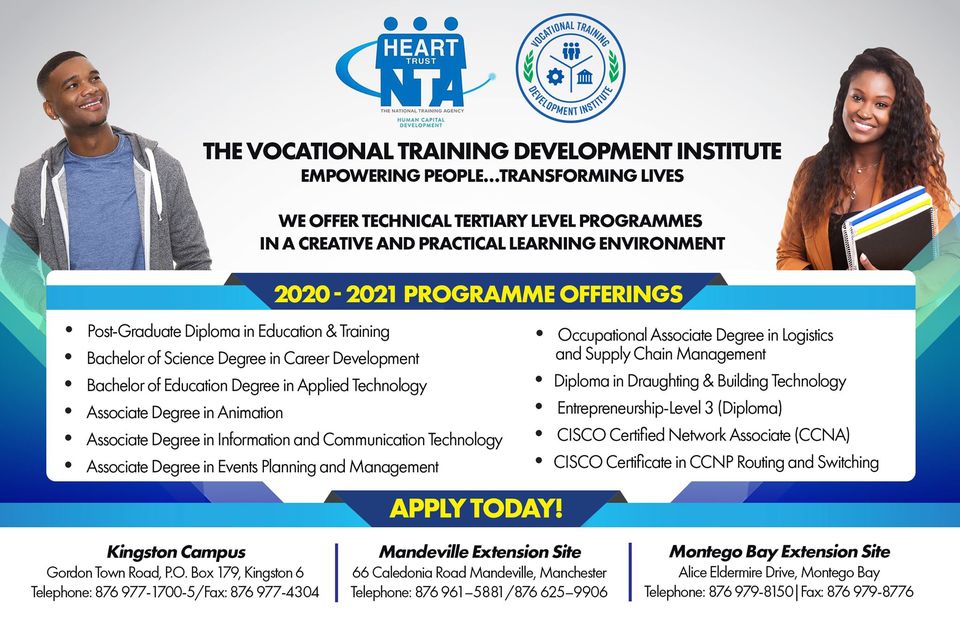 HEART
TRUST
NTA
THE NATIONAL TRAINING AGENCY
HUMAN CAPITAL
DEVELOPMENT
VOCATIONAL TRAINING
DEVELOPMENT INSTITUTE
THE VOCATIONAL TRAINING DEVELOPMENT INSTITUTE
EMPOWERING PEOPLE...TRANSFORMING LIVES
WE OFFER TECHNICAL TERTIARY LEVEL PROGRAMMES
IN A CREATIVE AND PRACTICAL LEARNING ENVIRONMENT
2020 - 2021 PROGRAMME OFFERINGS
• Post-Graduate Diploma in Education & Training
• Bachelor of Science Degree in Career Development
• Bachelor of Education Degree in Applied Technology
• Associate Degree in Animation
• Associate Degree in Information and Communication Technology
• Associate Degree in Events Planning and Management
• Occupational Associate Degree in Logistics
and Supply Chain Management
• Diploma in Draughting & Building Technology
• Entrepreneurship-Level 3 (Diploma)
• CISCO Certified Network Associate (CCNA)
• CISCO Certificate in CCNP Routing and Switching
APPLY TODAY!
Kingston Campus
Gordon Town Road, P.O. Box 179, Kingston 6
Telephone: 876 977-1700-5/Fax: 876 977-4304
Mandeville Extension Site
66 Caledonia Road Mandeville, Manchester
Telephone: 876 961–5881/876 625–9906
Montego Bay Extension Site
Alice Eldermire Drive, Montego Bay
Telephone: 876 979-8150|Fax: 876 979-8776